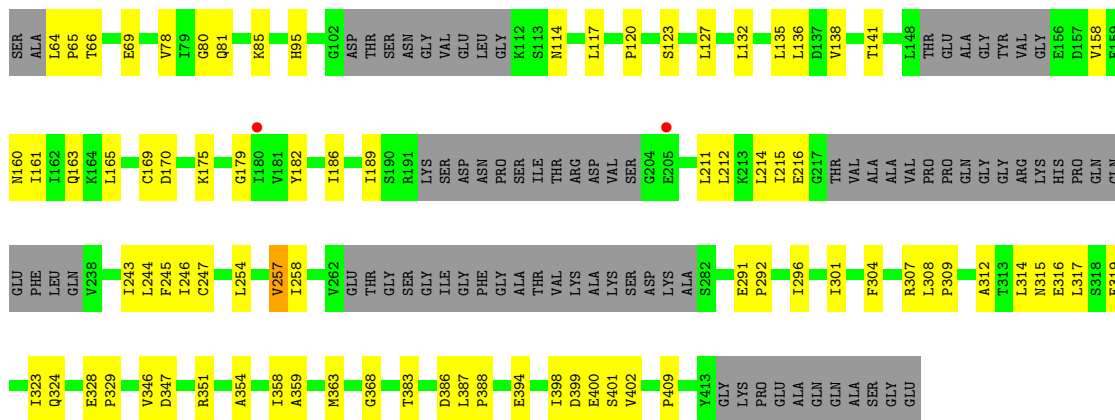 SER ALA L64 P65 T66 E69 V78 I79 G80 Q81 K85 H95 G102 ASP THR SER ASN GLY VAL GLU LEU GLY K112 S113 N114 L117 P120 S123 L127 L132 L135 L136 D137 V138 T141 L148 THR GLU ALA GLY TYR VAL GLY E156 D157 V158 E159
N160 I161 I162 Q163 K164 L165 C169 D170 K175 G179 I180 V181 Y182 I186 I189 S190 R191 LYS SER ASP ASN PRO SER ILE THR ARG ASP VAL SER G204 E205 L211 L212 K213 L214 I215 E216 G217 THR VAL ALA ALA VAL PRO PRO GLN GLY GLY ARG LYS HIS PRO GLN GLN
GLU PHE LEU GLN V238 I243 L244 F245 I246 C247 L254 V257 I258 V262 GLU THR GLY SER GLY ILE GLY PHE GLY ALA THR VAL LYS ALA LYS SER ASP LYS ALA S282 E291 P292 I296 I301 F304 R307 L308 P309 A312 T313 L314 N315 E316 L317 S318 E319
I323 Q324 E328 P329 V346 D347 R351 A354 I358 A359 M363 G368 T383 D386 L387 P388 E394 I398 D399 E400 S401 V402 P409 Y413 GLY LYS PRO GLU ALA GLN GLN ALA SER GLY GLU